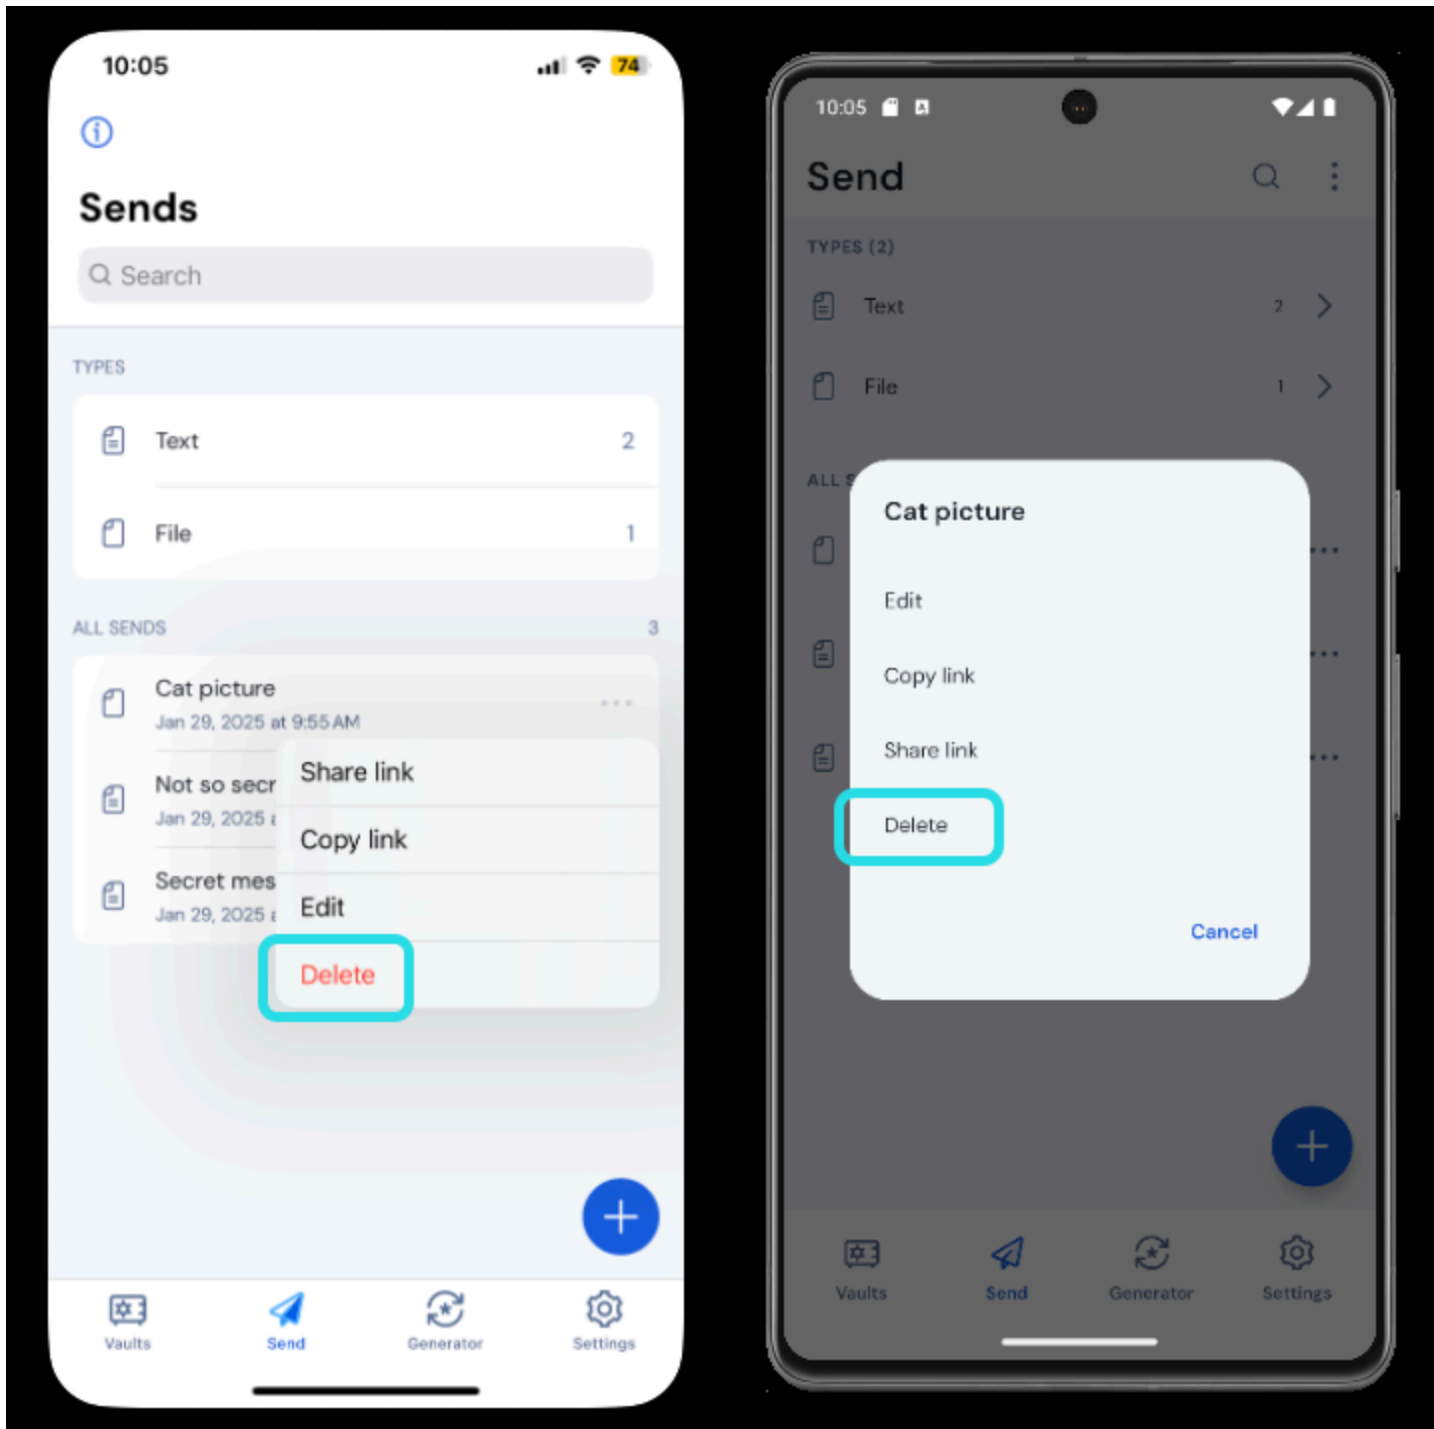 10:05
74
Sends
Search
TYPES
Text 2
File 1
ALL SENDS 3
Cat picture
Jan 29, 2025 at 9:55 AM
Not so secr
Jan 29, 2025 a
Secret mes
Jan 29, 2025 a
Share link
Copy link
Edit
Delete
Vaults
Send
Generator
Settings
10:05
Send
TYPES (2)
Text 2
File 1
ALL S
Cat picture
Edit
Copy link
Share link
Delete
Cancel
Vaults
Send
Generator
Settings